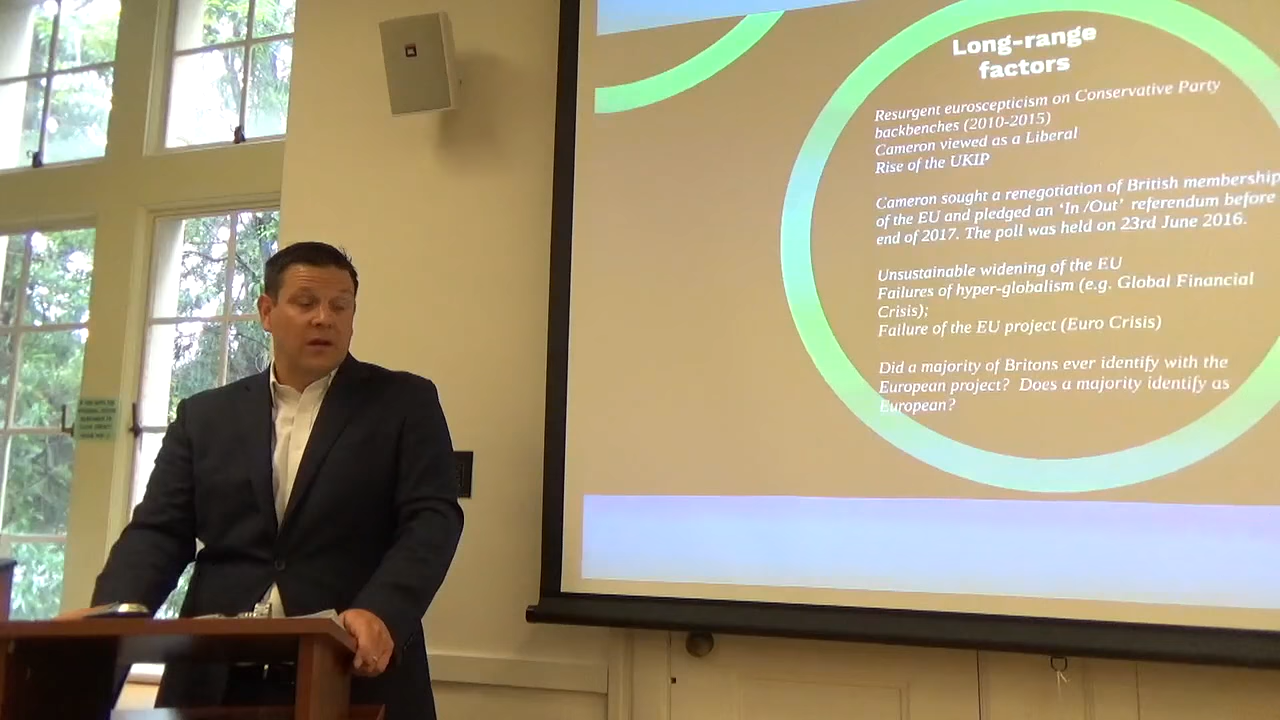 Long-range
factors
Resurgent euroscepticism on Conservative Party
backbenches (2010-2015)
Cameron viewed as a Liberal
Rise of the UKIP
Cameron sought a renegotiation of British membership
of the EU and pledged an ‘In /Out’ referendum before
end of 2017. The poll was held on 23rd June 2016.
Unsustainable widening of the EU
Failures of hyper-globalism (e.g. Global Financial
Crisis);
Failure of the EU project (Euro Crisis)
Did a majority of Britons ever identify with the
European project? Does a majority identify as
European?